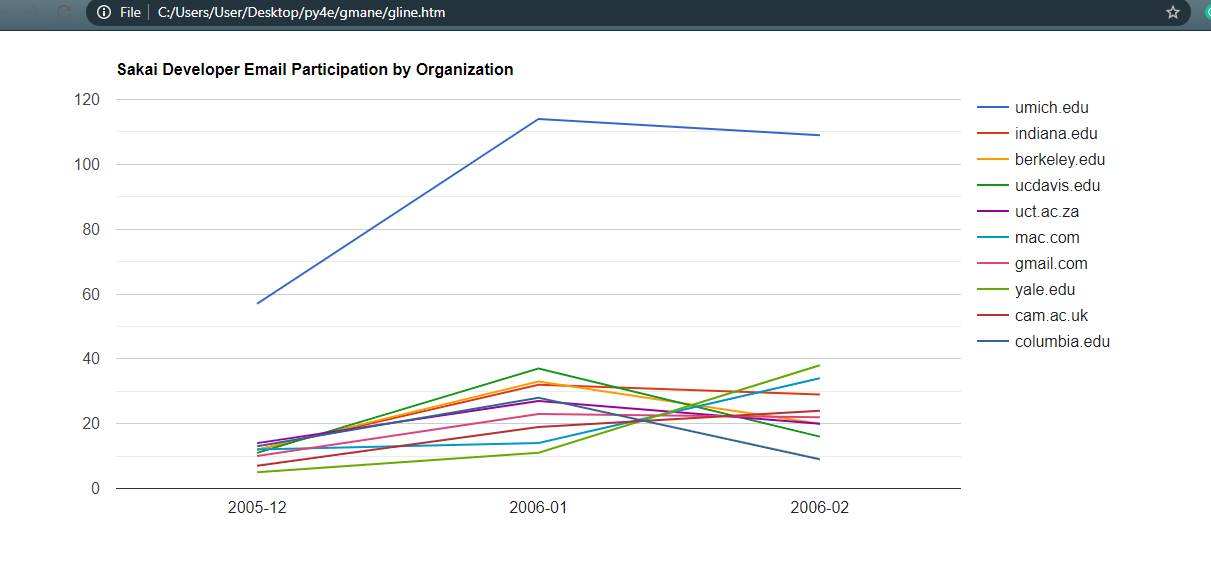 File C:/Users/User/Desktop/py4e/gmane/gline.htm
Sakai Developer Email Participation by Organization
120
100
80
60
40
20
0
2005-12 2006-01 2006-02
umich.edu
indiana.edu
berkeley.edu
ucdavis.edu
uct.ac.za
mac.com
gmail.com
yale.edu
cam.ac.uk
columbia.edu